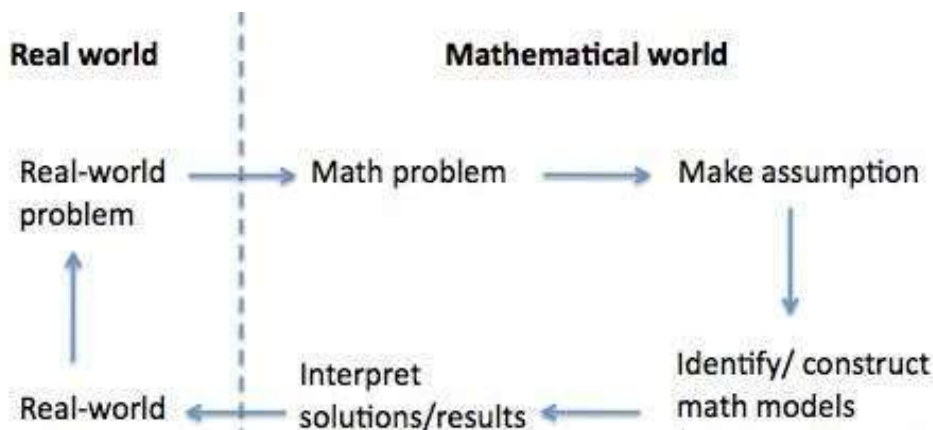 Real world
Mathematical world
Real-world
problem
Math problem
Make assumption
Interpret
solutions/results
Identify/ construct
math models
Real-world